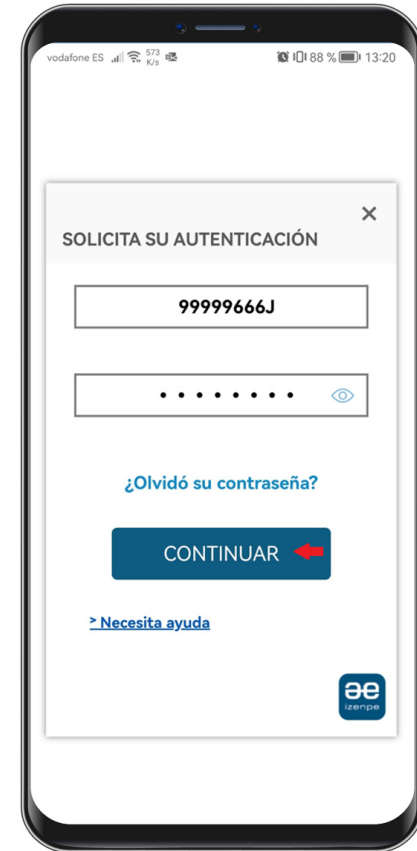 vodafone ES 573 K/s 88 % 13:20
SOLICITA SU AUTENTICACIÓN
99999666J
¿Olvidó su contraseña?
CONTINUAR
> Necesita ayuda
izenpe